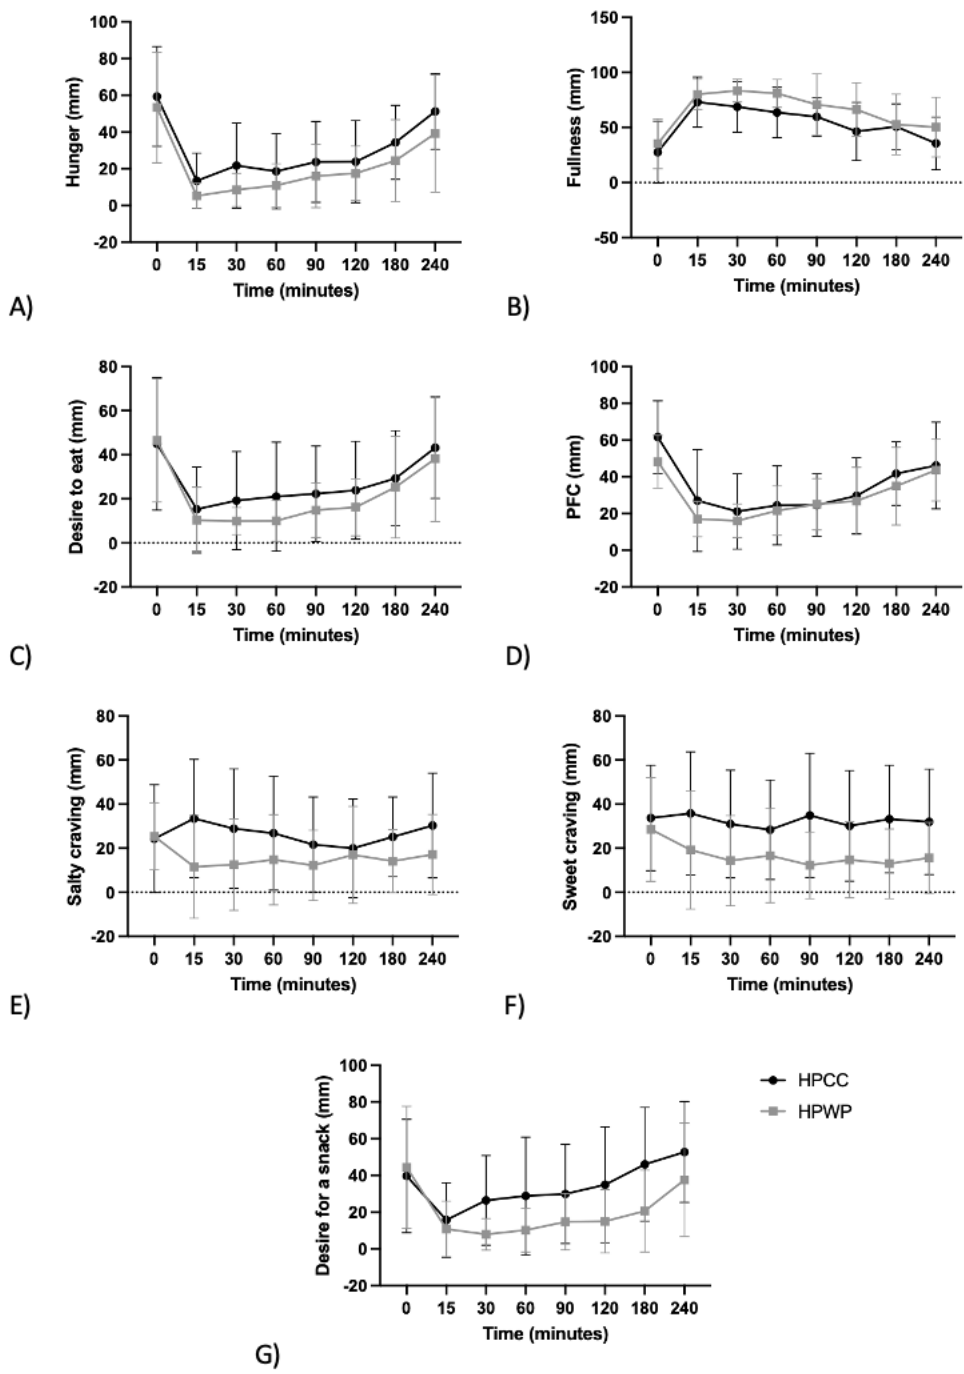 100
80
60
40
20
0
-20
Hunger (mm)
0 15 30 60 90 120 180 240
Time (minutes)
A)
150
100
50
0
-50
Fullness (mm)
0 15 30 60 90 120 180 240
Time (minutes)
B)
80
60
40
20
0
-20
Desire to eat (mm)
0 15 30 60 90 120 180 240
Time (minutes)
C)
100
80
60
40
20
0
-20
PFC (mm)
0 15 30 60 90 120 180 240
Time (minutes)
D)
80
60
40
20
0
-20
Salty craving (mm)
0 15 30 60 90 120 180 240
Time (minutes)
E)
80
60
40
20
0
-20
Sweet craving (mm)
0 15 30 60 90 120 180 240
Time (minutes)
F)
100
80
60
40
20
0
-20
Desire for a snack (mm)
0 15 30 60 90 120 180 240
Time (minutes)
G)
HPCC
HPWP